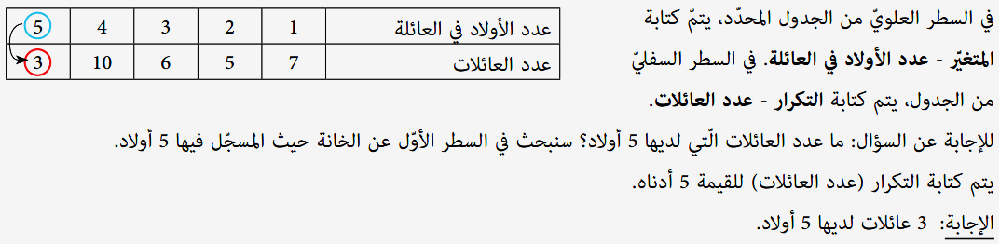 في السطر العلويّ من الجدول المحدّد، يتمّ كتابة
المتغيّر - عدد الأولاد في العائلة. في السطر السفليّ
من الجدول، يتم كتابة التكرار - عدد العائلات.
عدد الأولاد في العائلة 1 2 3 4 5
عدد العائلات 7 5 6 10 3
للإجابة عن السؤال: ما عدد العائلات الّتي لديها 5 أولاد؟ سنبحث في السطر الأوّل عن الخانة حيث المسجّل فيها 5 أولاد.
يتم كتابة التكرار (عدد العائلات) للقيمة 5 أدناه.
الإجابة: 3 عائلات لديها 5 أولاد.